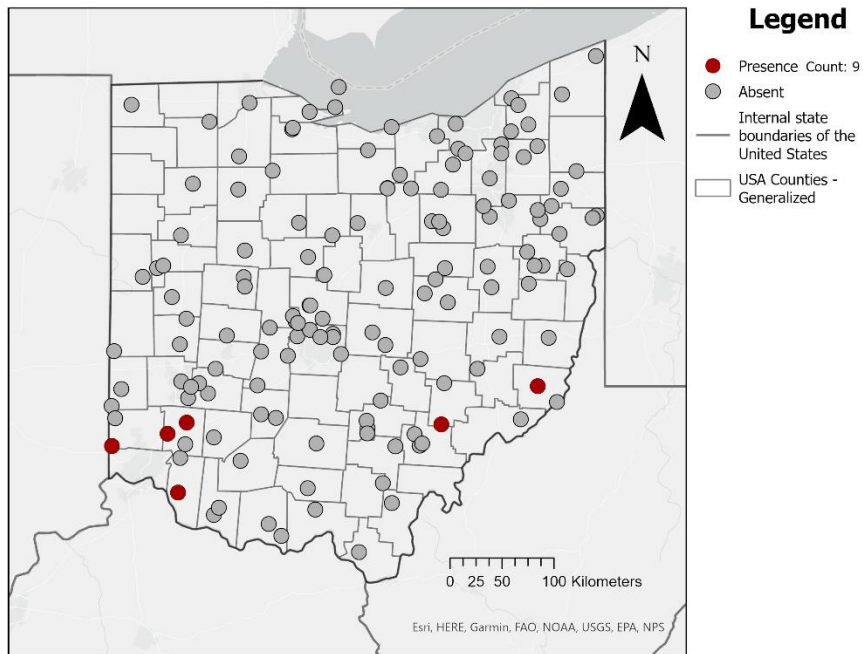 Legend
N
Presence Count: 9
Absent
Internal state
boundaries of the
United States
USA Counties -
Generalized
0 25 50 100 Kilometers
Esri, HERE, Garmin, FAO, NOAA, USGS, EPA, NPS